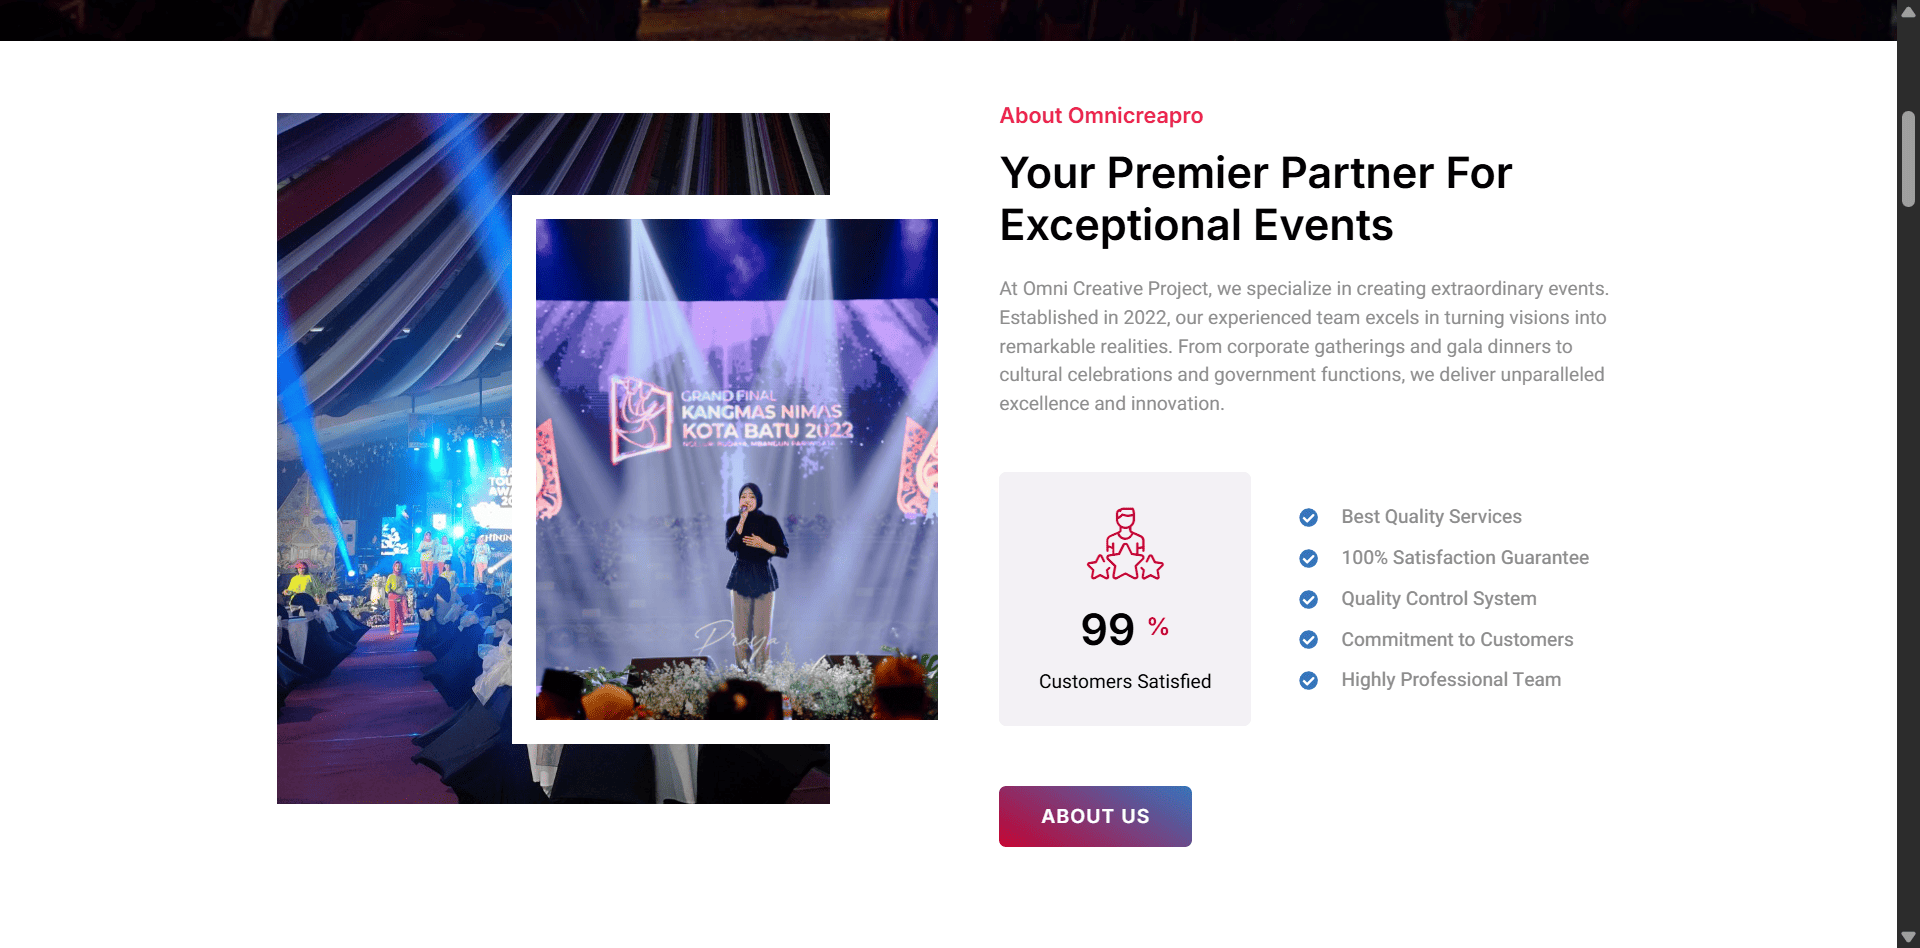 About Omnicreapro
Your Premier Partner For
Exceptional Events
At Omni Creative Project, we specialize in creating extraordinary events.
Established in 2022, our experienced team excels in turning visions into
remarkable realities. From corporate gatherings and gala dinners to
cultural celebrations and government functions, we deliver unparalleled
excellence and innovation.
99 %
Customers Satisfied
Best Quality Services
100% Satisfaction Guarantee
Quality Control System
Commitment to Customers
Highly Professional Team
ABOUT US
GRAND FINAL
KANGMAS NIMAS
KOTA BATU 2022
Praya